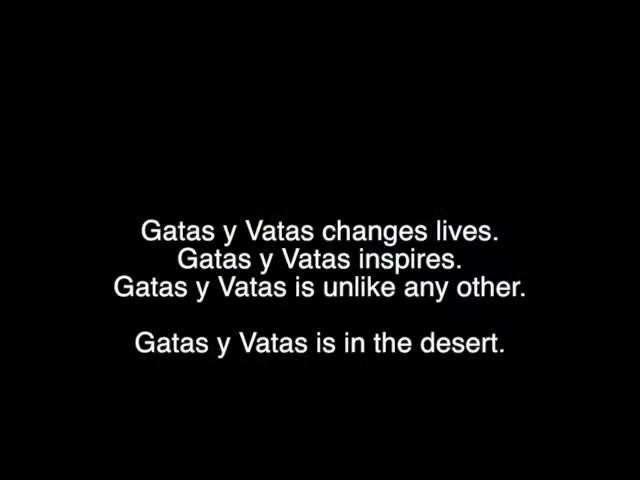 Gatas y Vatas changes lives.
Gatas y Vatas inspires.
Gatas y Vatas is unlike any other.
Gatas y Vatas is in the desert.